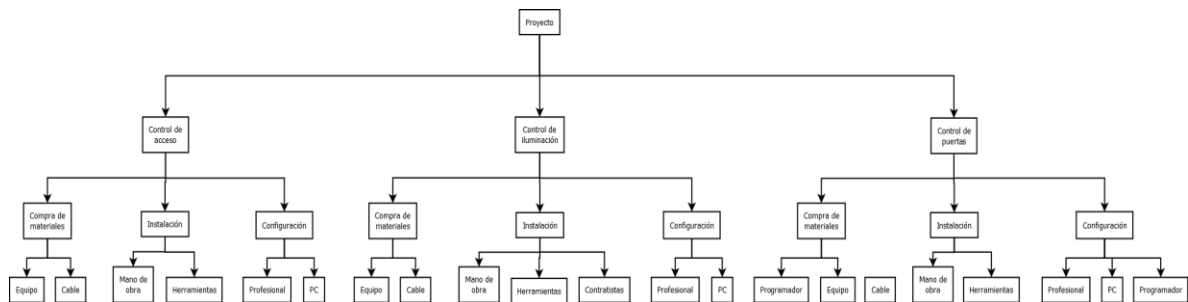 Proyecto
Control de
acceso
Control de
iluminación
Control de
puertas
Compra de
materiales
Instalación
Configuración
Compra de
materiales
Instalación
Configuración
Compra de
materiales
Instalación
Configuración
Equipo
Cable
Mano de
obra
Herramientas
Profesional
PC
Equipo
Cable
Mano de
obra
Herramientas
Contratistas
Profesional
PC
Programador
Equipo
Cable
Mano de
obra
Herramientas
Profesional
PC
Programador